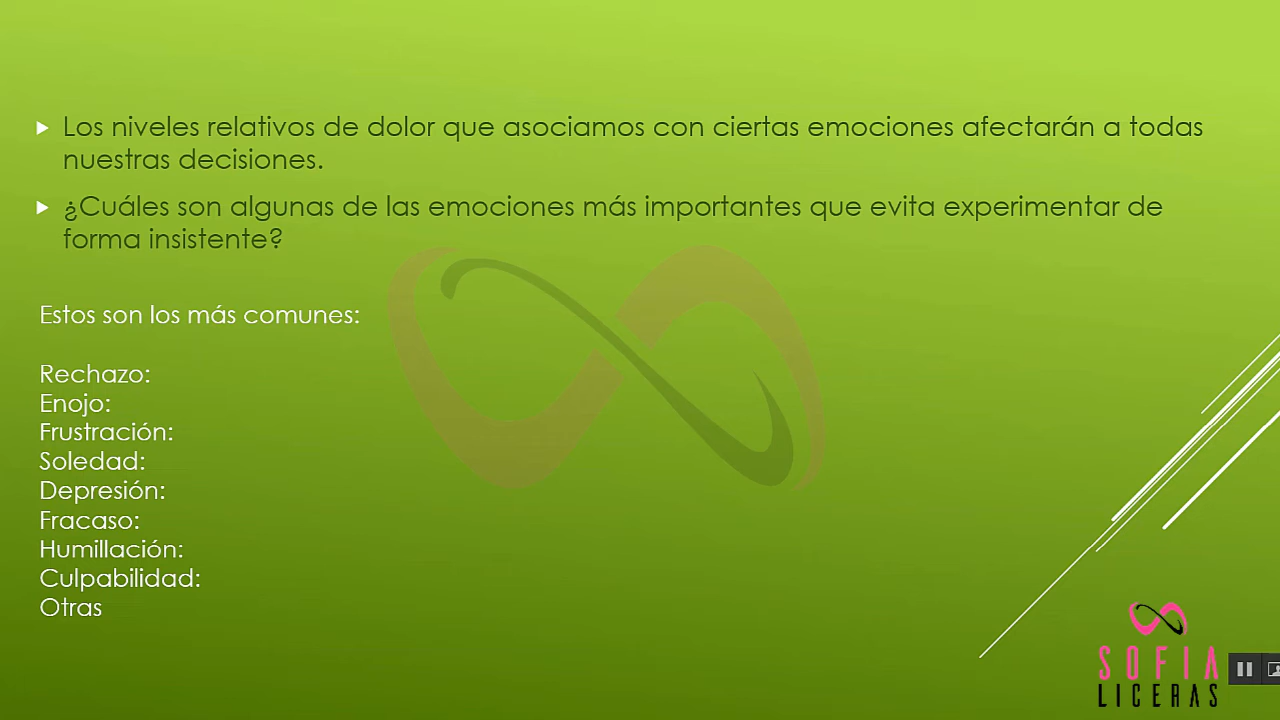 Los niveles relativos de dolor que asociamos con ciertas emociones afectarán a todas
nuestras decisiones.
¿Cuáles son algunas de las emociones más importantes que evita experimentar de
forma insistente?
Estos son los más comunes:
Rechazo:
Enojo:
Frustración:
Soledad:
Depresión:
Fracaso:
Humillación:
Culpabilidad:
Otras
SOFIA
LICERAS